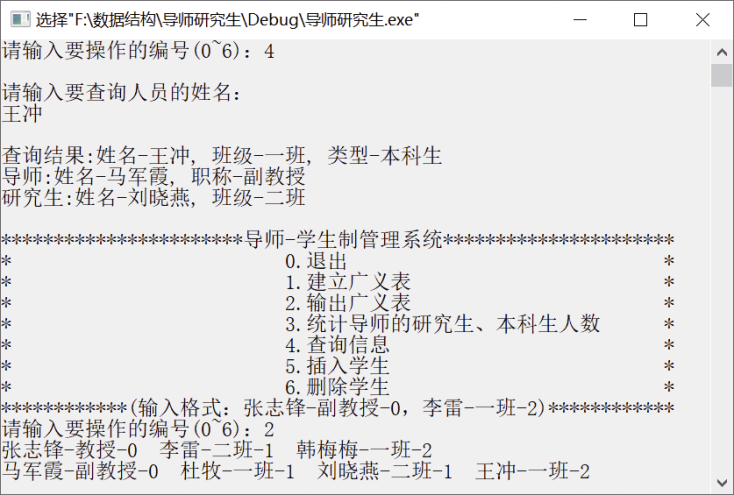 选择"F:\数据结构\导师研究生\Debug\导师研究生.exe"
请输入要操作的编号(0~6): 4
请输入要查询人员的姓名:
王冲
查询结果:姓名-王冲, 班级-一班, 类型-本科生
导师:姓名-马军霞, 职称-副教授
研究生:姓名-刘晓燕, 班级-二班
***********************导师-学生制管理系统**********************
* 0.退出 *
* 1.建立广义表 *
* 2.输出广义表 *
* 3.统计导师的研究生、本科生人数 *
* 4.查询信息 *
* 5.插入学生 *
* 6.删除学生 *
************(输入格式: 张志锋-副教授-0, 李雷-一班-2)************
请输入要操作的编号(0~6): 2
张志锋-教授-0 李雷-二班-1 韩梅梅-一班-2
马军霞-副教授-0 杜牧-一班-1 刘晓燕-二班-1 王冲-一班-2